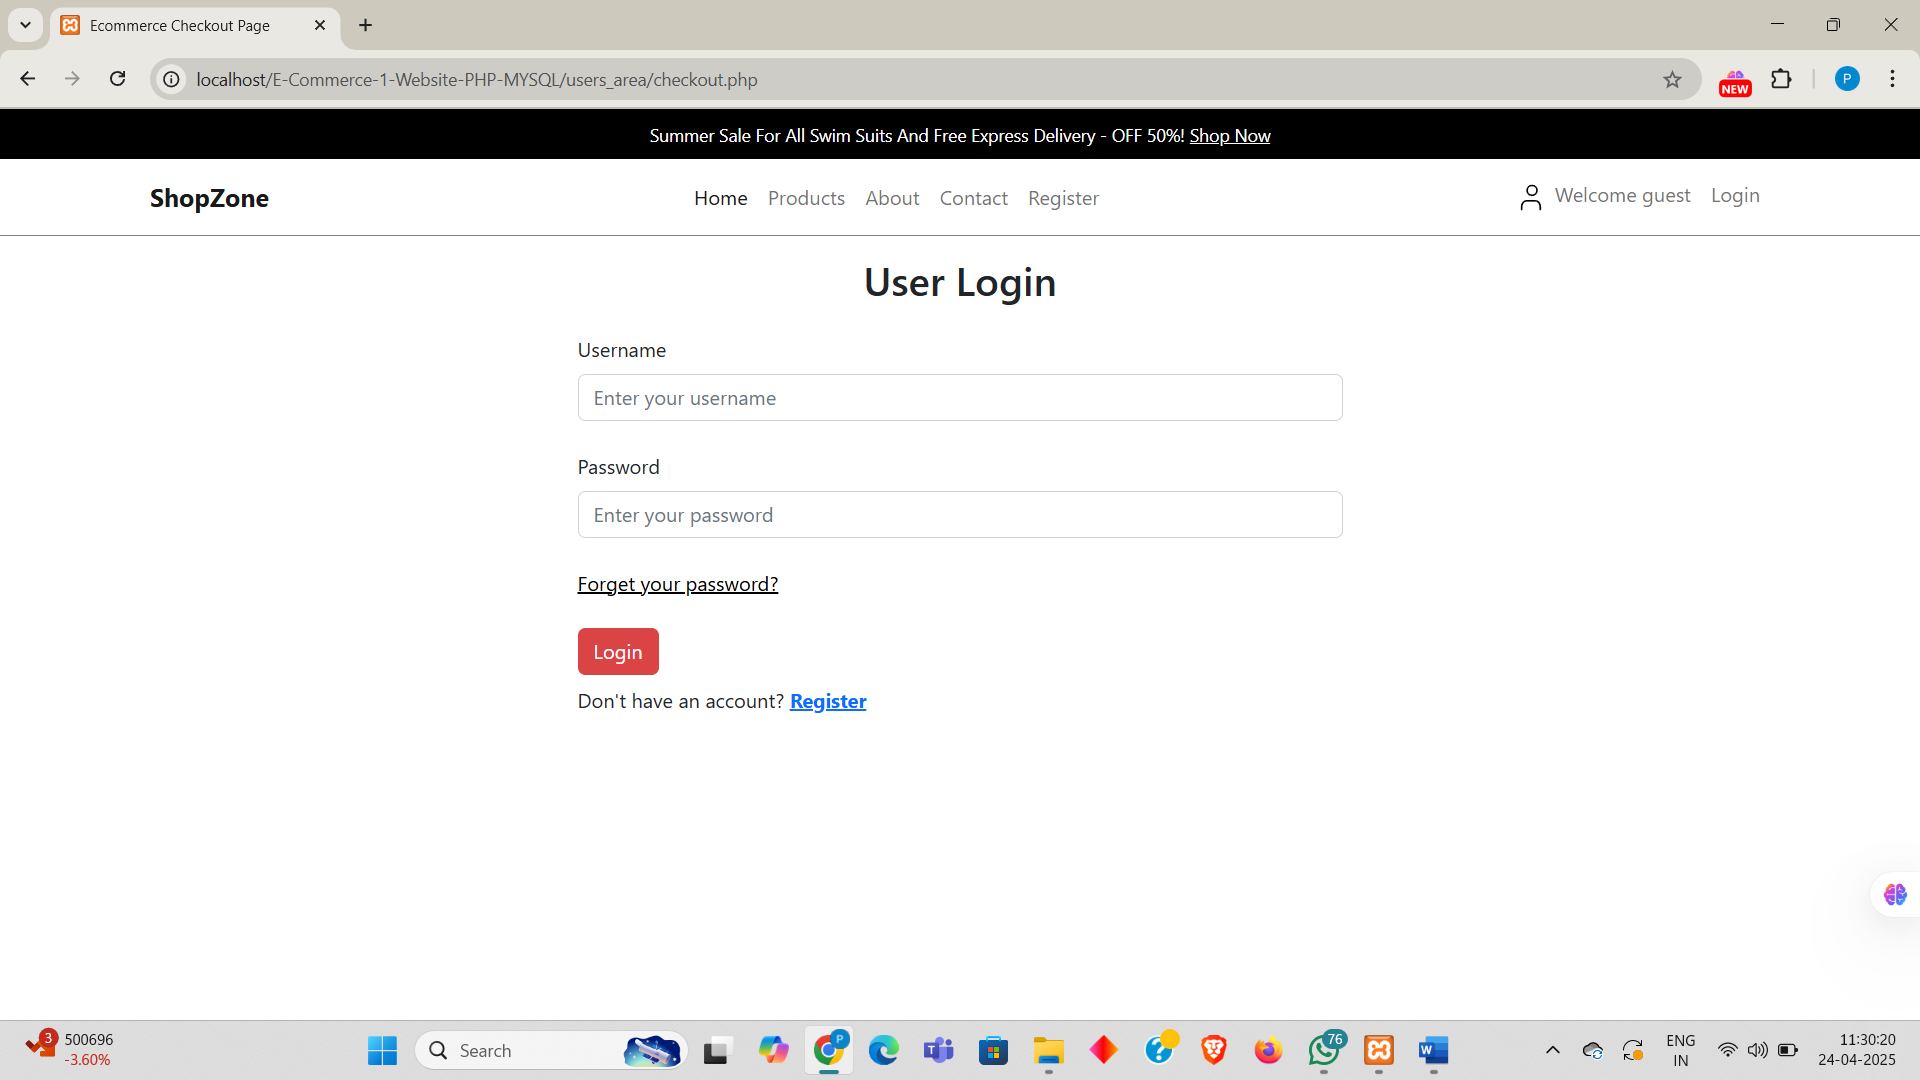 Ecommerce Checkout Page
localhost/E-Commerce-1-Website-PHP-MYSQL/users_area/checkout.php
NEW
P
Summer Sale For All Swim Suits And Free Express Delivery - OFF 50%! Shop Now
ShopZone
Home Products About Contact Register
Welcome guest Login
User Login
Username
Enter your username
Password
Enter your password
Forget your password?
Login
Don't have an account? Register
3
500696
-3.60%
Search
P
T
?
76
W
ENG
IN
11:30:20
24-04-2025